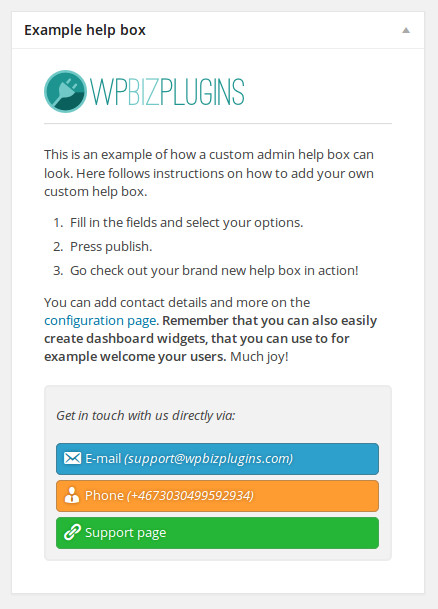 Example help box
WPBIZPLUGINS
This is an example of how a custom admin help box can
look. Here follows instructions on how to add your own
custom help box.
1. Fill in the fields and select your options.
2. Press publish.
3. Go check out your brand new help box in action!
You can add contact details and more on the
configuration page. Remember that you can also easily
create dashboard widgets, that you can use to for
example welcome your users. Much joy!
Get in touch with us directly via:
E-mail (support@wpbizplugins.com)
Phone (+4673030499592934)
Support page